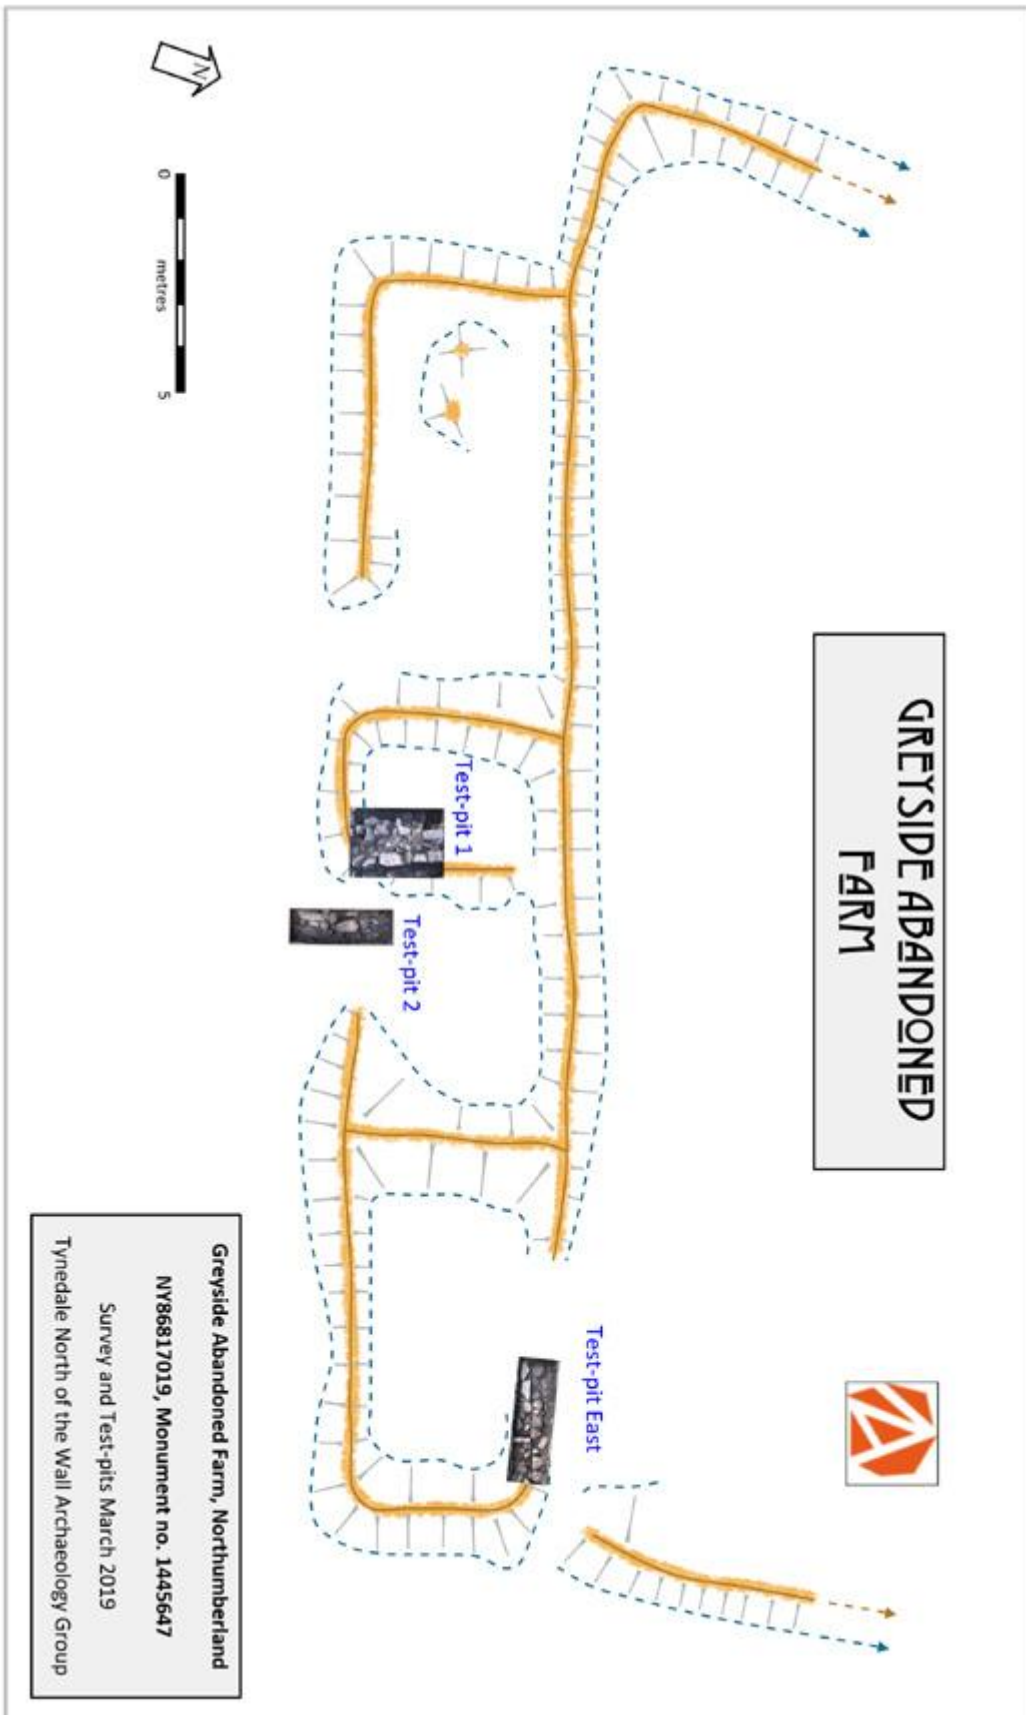 GREYSIDE ABANDONED
FARM
N
0
metres
5
Test-pit 1
Test-pit 2
Test-pit East
Greyside Abandoned Farm, Northumberland
NY86817019, Monument no. 1445647
Survey and Test-pits March 2019
Tynedale North of the Wall Archaeology Group